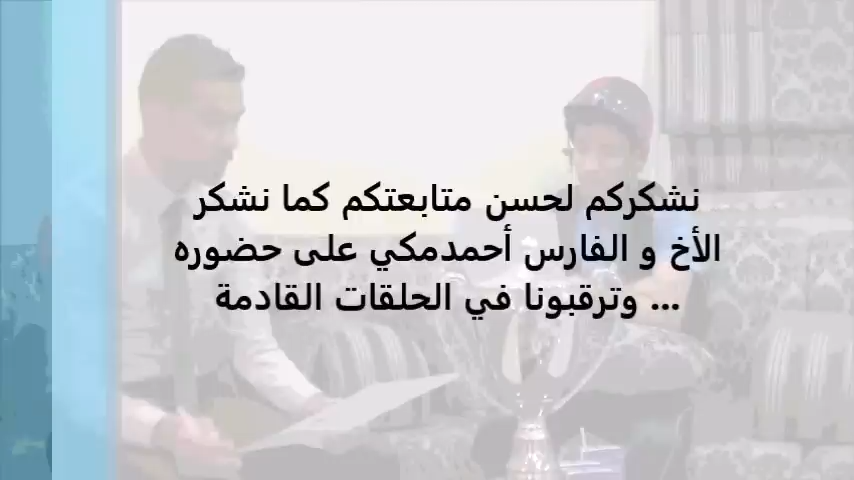 نشكركم لحسن متابعتكم كما نشكر
الأخ و الفارس أحمدمكي على حضوره
وترقبونا في الحلقات القادمة ...